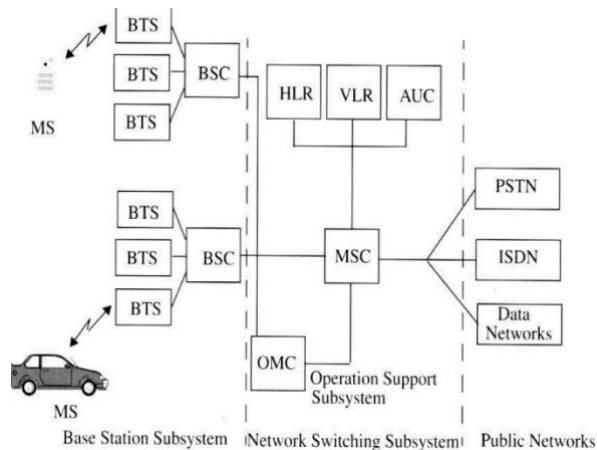 BTS
BTS
BSC
BTS
MS
HLR
VLR
AUC
BTS
BTS
BSC
BTS
MSC
PSTN
ISDN
Data
Networks
OMC
Operation Support
Subsystem
MS
Base Station Subsystem
Network Switching Subsystem
Public Networks